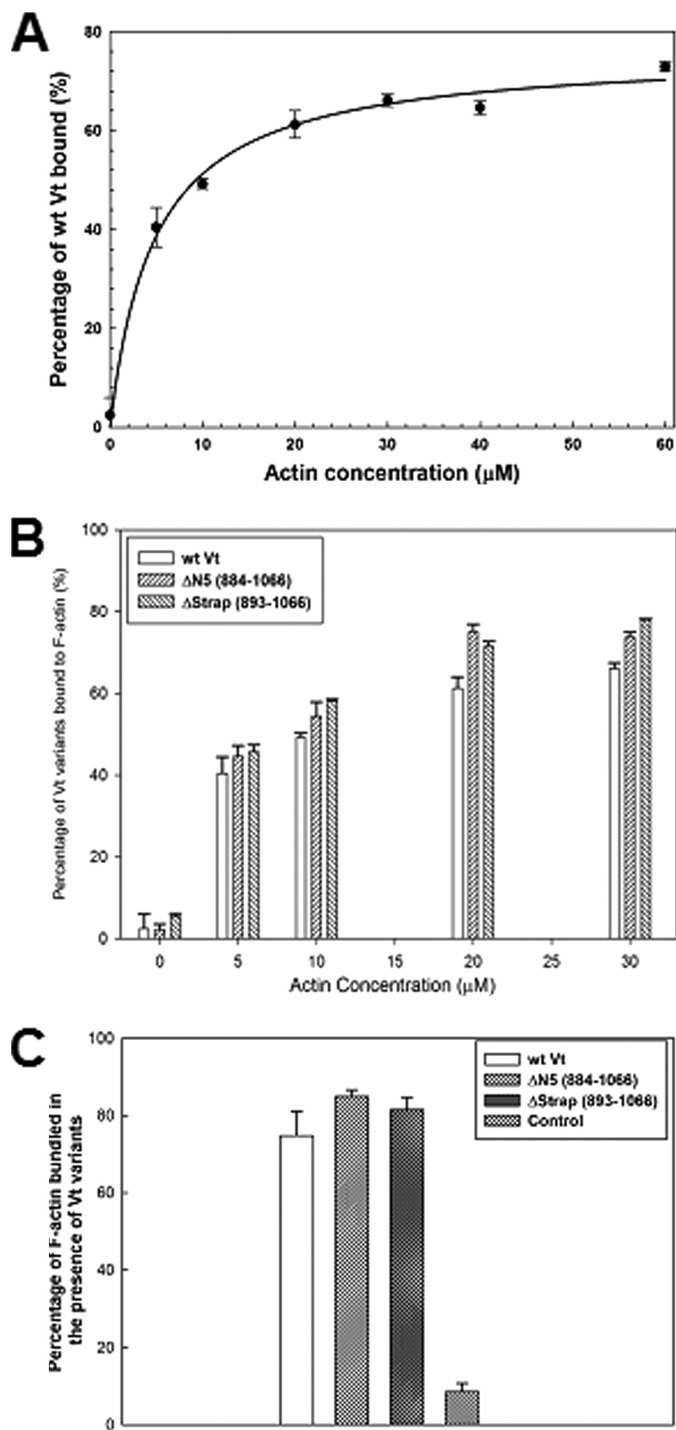 A
80
60
40
20
0
Percentage of wt Vt bound (%)
0 10 20 30 40 50 60
Actin concentration (μM)
B
100
80
60
40
20
0
Percentage of Vt variants bound to F-actin (%)
wt Vt
ΔN5 (884-1066)
ΔStrap (893-1066)
0 5 10 15 20 25 30
Actin Concentration (μM)
C
100
80
60
40
20
0
Percentage of F-actin bundled in
the presence of Vt variants
wt Vt
ΔN5 (884-1066)
ΔStrap (893-1066)
Control